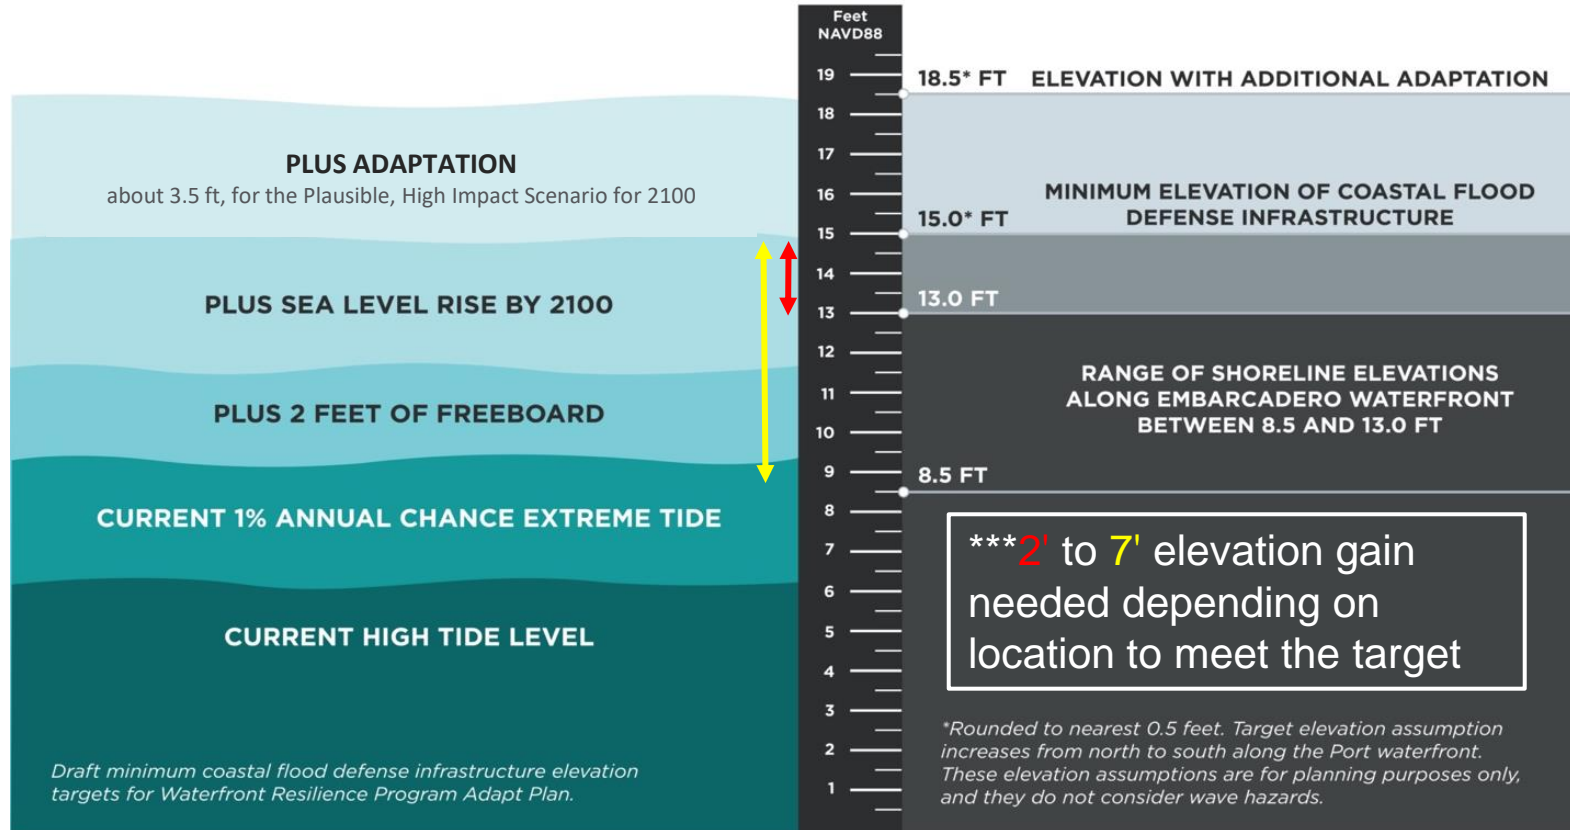 PLUS ADAPTATION
about 3.5 ft, for the Plausible, High Impact Scenario for 2100
PLUS SEA LEVEL RISE BY 2100
PLUS 2 FEET OF FREEBOARD
CURRENT 1% ANNUAL CHANCE EXTREME TIDE
CURRENT HIGH TIDE LEVEL
Draft minimum coastal flood defense infrastructure elevation
targets for Waterfront Resilience Program Adapt Plan.
Feet
NAVD88
19
18
17
16
15
14
13
12
11
10
9
8
7
6
5
4
3
2
1
18.5* FT ELEVATION WITH ADDITIONAL ADAPTATION
MINIMUM ELEVATION OF COASTAL FLOOD
DEFENSE INFRASTRUCTURE
15.0* FT
13.0 FT
RANGE OF SHORELINE ELEVATIONS
ALONG EMBARCADERO WATERFRONT
BETWEEN 8.5 AND 13.0 FT
8.5 FT
***2' to 7' elevation gain
needed depending on
location to meet the target
*Rounded to nearest 0.5 feet. Target elevation assumption
increases from north to south along the Port waterfront.
These elevation assumptions are for planning purposes only,
and they do not consider wave hazards.